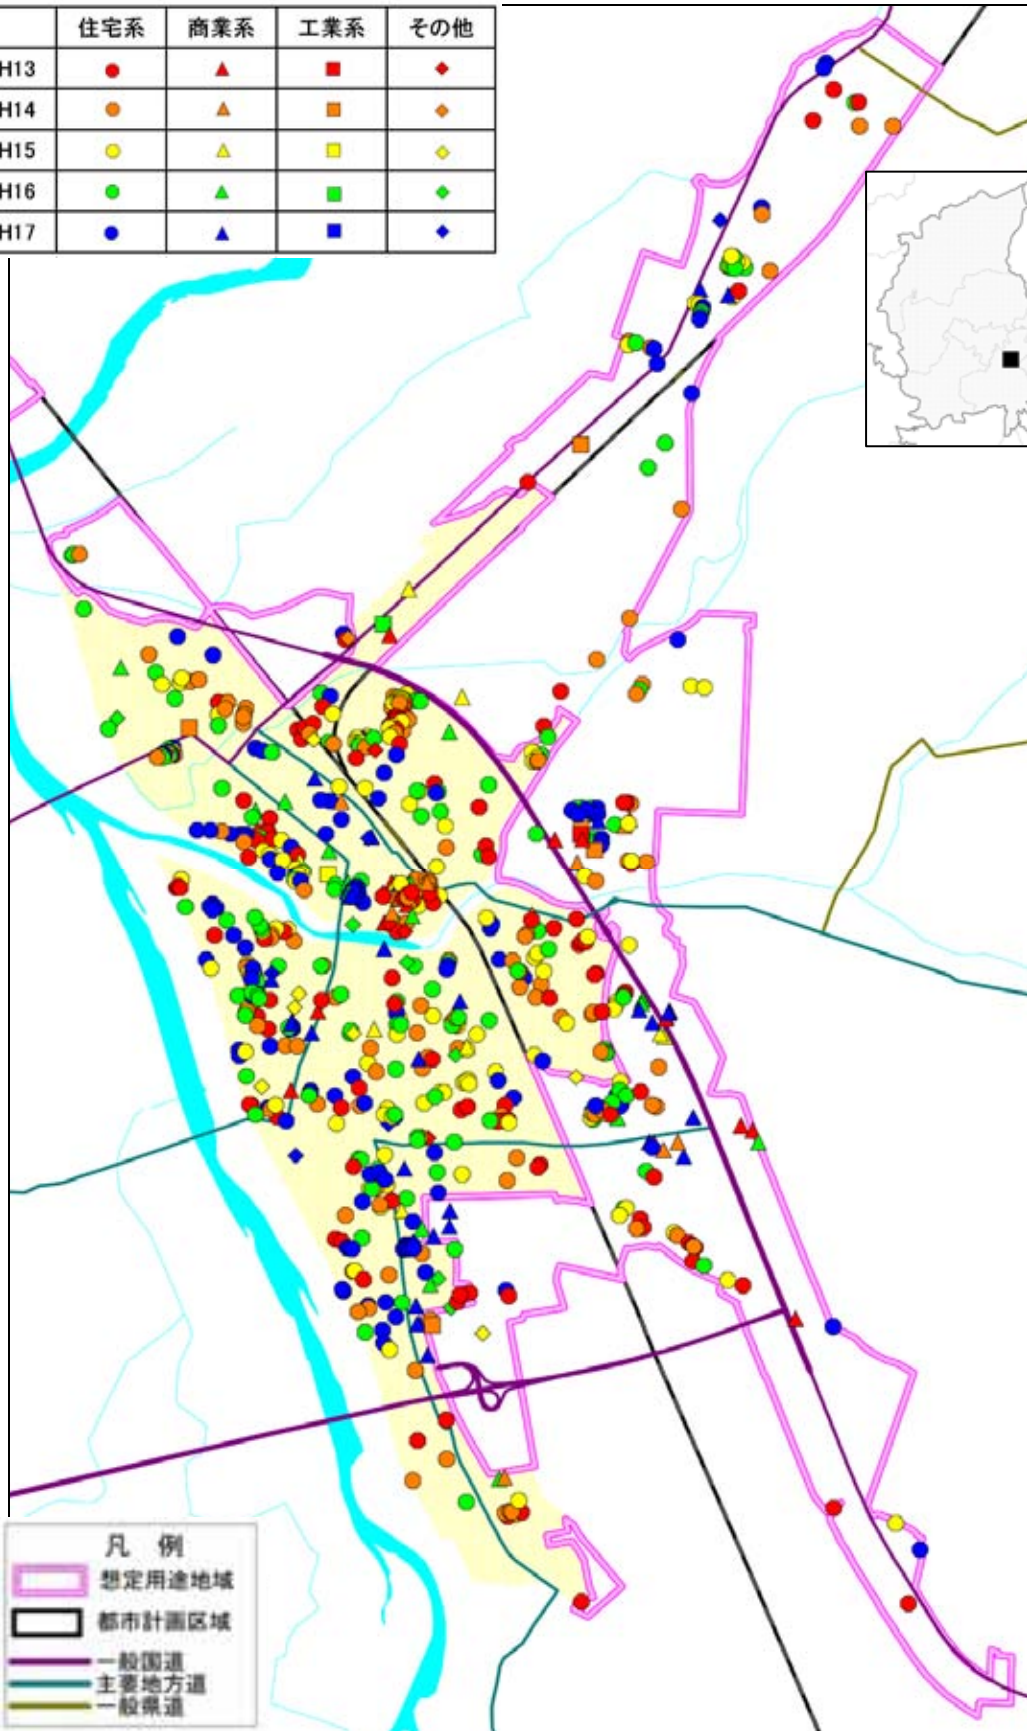 住宅系 商業系 工業系 その他
H13
H14
H15
H16
H17
凡 例
想定用途地域
都市計画区域
一般国道
主要地方道
一般県道